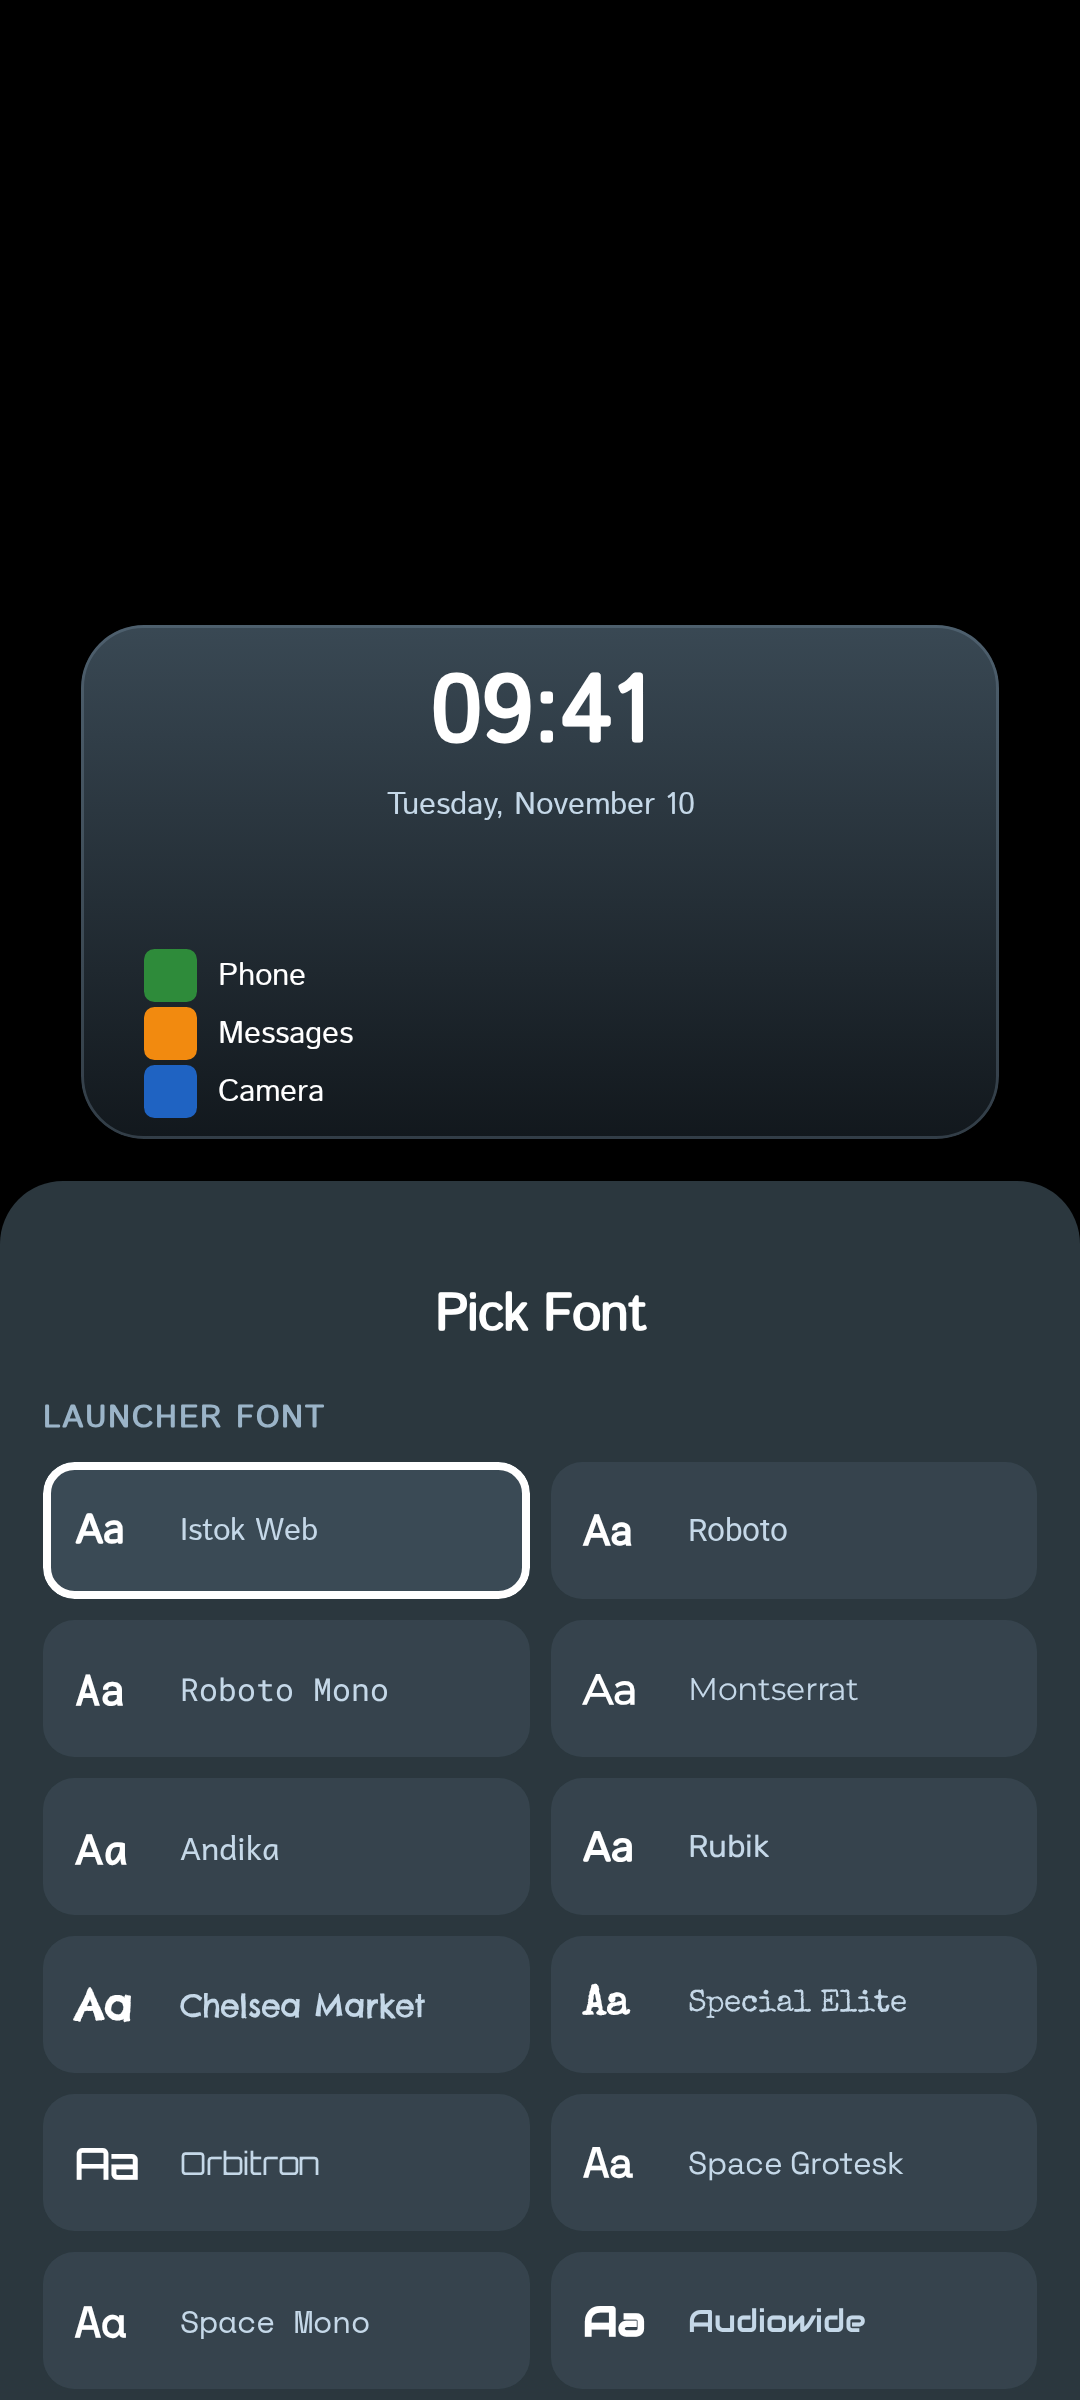 09:41
Tuesday, November 10
Phone
Messages
Camera
Pick Font
LAUNCHER FONT
Aa Istok Web
Aa Roboto
Aa Roboto Mono
Aa Montserrat
Aa Andika
Aa Rubik
Aa Chelsea Market
Aa Special Elite
Aa Orbitron
Aa Space Grotesk
Aa Space Mono
Aa Audiowide